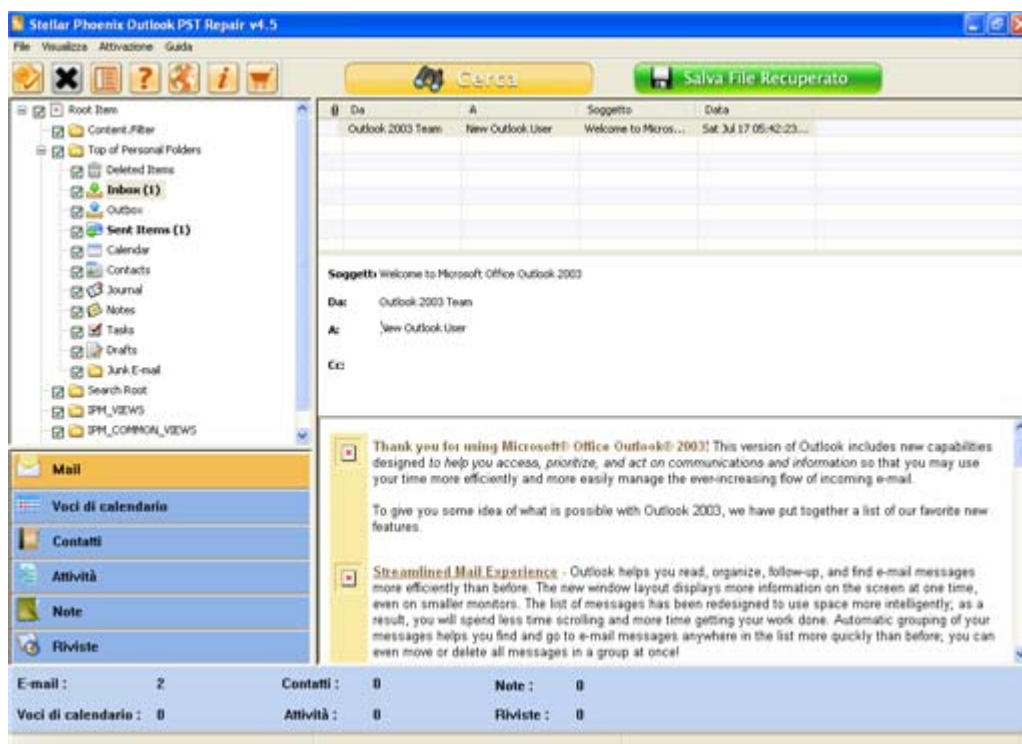 Stellar Phoenix Outlook PST Repair v4.5
File Visualizza Attivazione Guida
Cerca Salva File Recuperato
Root Item
Content.Filter
Top of Personal Folders
Deleted Items
Inbox (1)
Outbox
Sent Items (1)
Calendar
Contacts
Journal
Notes
Tasks
Drafts
Junk E-mail
Search Root
IPM_VIEWS
IPM_COMMON_VIEWS
Mail
Voci di calendario
Contatti
Attività
Note
Riviste
Da A Soggetto Data
Outlook 2003 Team New Outlook User Welcome to Micros... Sat Jul 17 05:42:23...
Soggetto Welcome to Microsoft Office Outlook 2003
Da: Outlook 2003 Team
A: New Outlook User
Cc:
Thank you for using Microsoft® Office Outlook® 2003! This version of Outlook includes new capabilities
designed to help you access, prioritize, and act on communications and information so that you may use
your time more efficiently and more easily manage the ever-increasing flow of incoming e-mail.
To give you some idea of what is possible with Outlook 2003, we have put together a list of our favorite new
features.
Streamlined Mail Experience - Outlook helps you read, organize, follow-up, and find e-mail messages
more efficiently than before. The new window layout displays more information on the screen at one time,
even on smaller monitors. The list of messages has been redesigned to use space more intelligently; as a
result, you will spend less time scrolling and more time getting your work done. Automatic grouping of your
messages helps you find and go to e-mail messages anywhere in the list more quickly than before; you can
even move or delete all messages in a group at once!
E-mail : 2 Contatti : 0 Note : 0
Voci di calendario : 0 Attività : 0 Riviste : 0